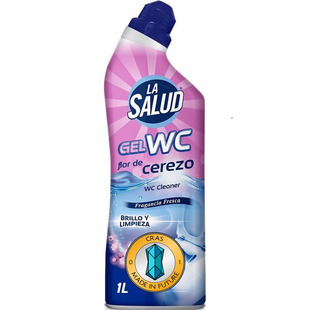 LA
SALUD
GEL WC
flor de
cerezo
WC Cleaner
Fragancia Fresca
BRILLO Y
LIMPIEZA
CRAS
MADE IN FUTURE
1L